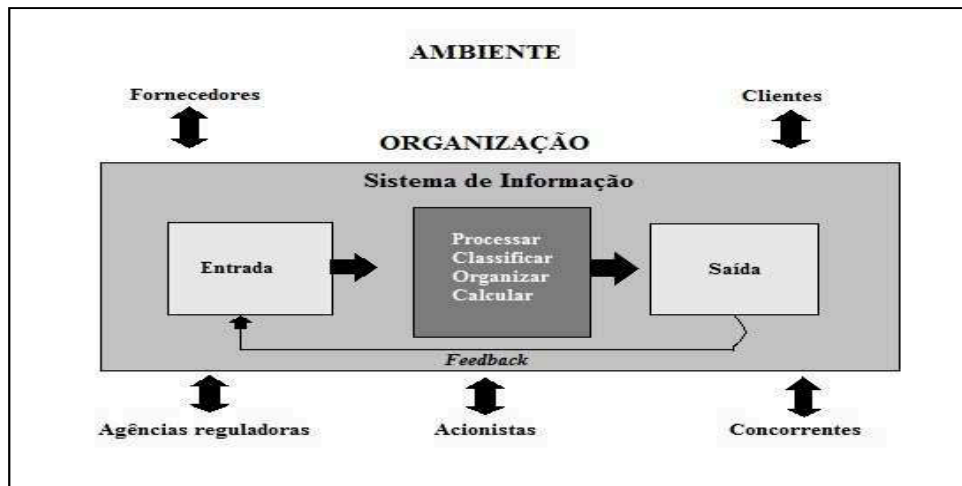 AMBIENTE
Fornecedores
Clientes
ORGANIZAÇÃO
Sistema de Informação
Entrada
Processar
Classificar
Organizar
Calcular
Saída
Feedback
Agências reguladoras
Acionistas
Concorrentes